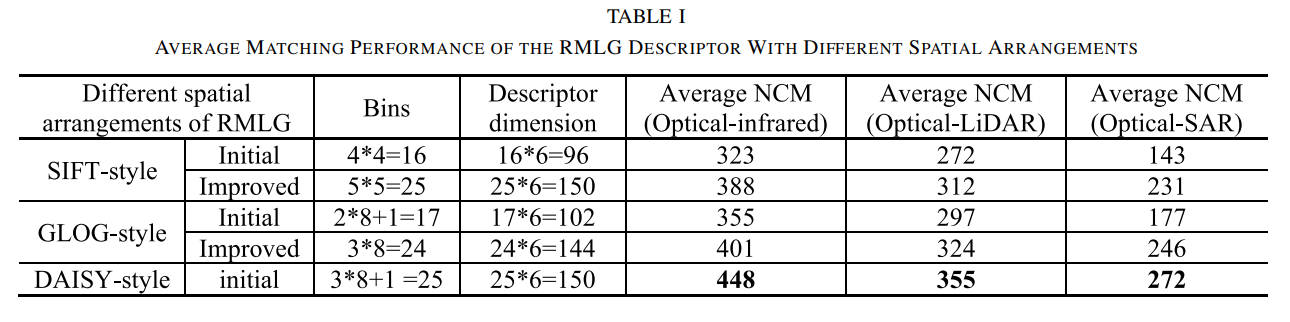 TABLE I
AVERAGE MATCHING PERFORMANCE OF THE RMLG DESCRIPTOR WITH DIFFERENT SPATIAL ARRANGEMENTS
Different spatial arrangements of RMLG Bins Descriptor dimension Average NCM (Optical-infrared) Average NCM (Optical-LiDAR) Average NCM (Optical-SAR)
SIFT-style Initial 4*4=16 16*6=96 323 272 143
Improved 5*5=25 25*6=150 388 312 231
GLOG-style Initial 2*8+1=17 17*6=102 355 297 177
Improved 3*8=24 24*6=144 401 324 246
DAISY-style initial 3*8+1 =25 25*6=150 448 355 272